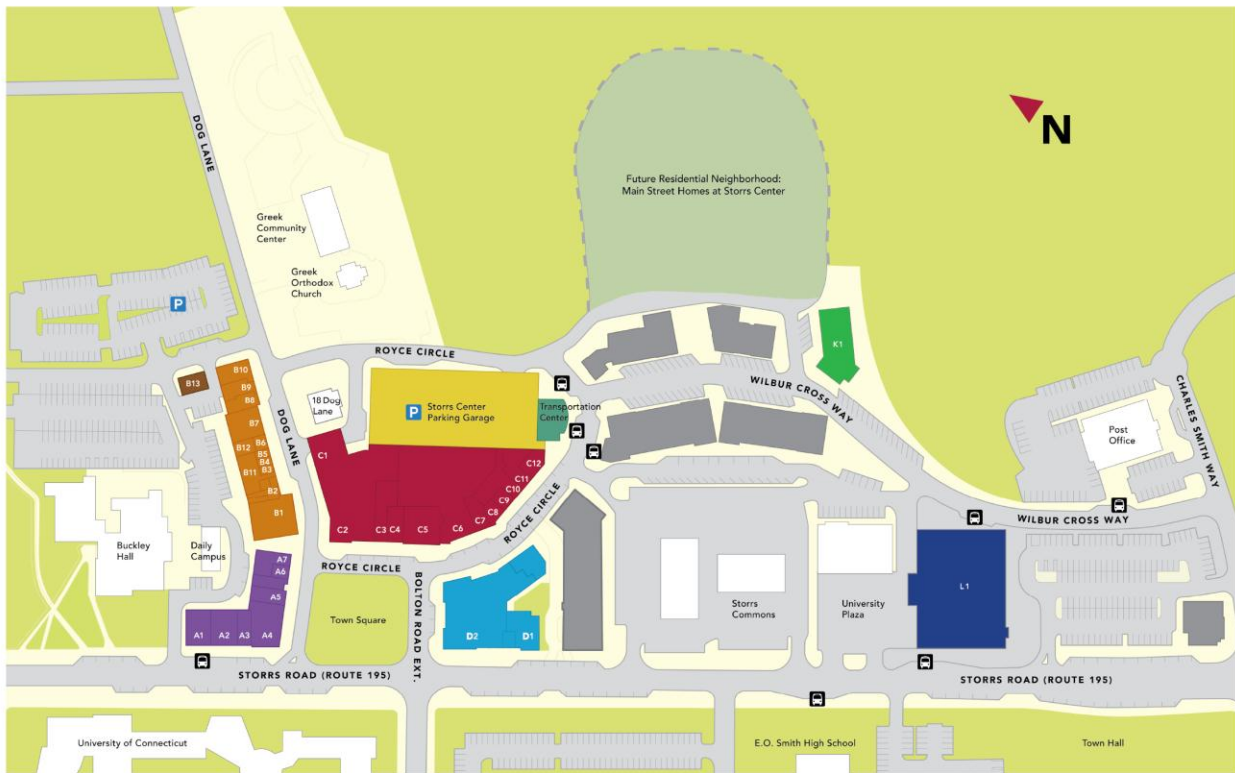 N
DOG LANE
Future Residential Neighborhood:
Main Street Homes at Storrs Center
Greek
Community
Center
Greek
Orthodox
Church
P
ROYCE CIRCLE
K1
B13
B10
B9
B8
B7
B6
B5
B4
B3
B12
B11
B2
B1
DOG LANE
18 Dog
Lane
P
Storrs Center
Parking Garage
Transportation
Center
WILBUR CROSS WAY
CHARLES SMITH WAY
Post
Office
C1
C2
C3
C4
C5
C6
C7
C8
C9
C10
C11
C12
ROYCE CIRCLE
WILBUR CROSS WAY
Buckley
Hall
Daily
Campus
ROYCE CIRCLE
BOLTON ROAD EXT.
A7
A6
A5
A1
A2
A3
A4
Town Square
D2
D1
Storrs
Commons
University
Plaza
L1
STORRS ROAD (ROUTE 195)
STORRS ROAD (ROUTE 195)
University of Connecticut
E.O. Smith High School
Town Hall